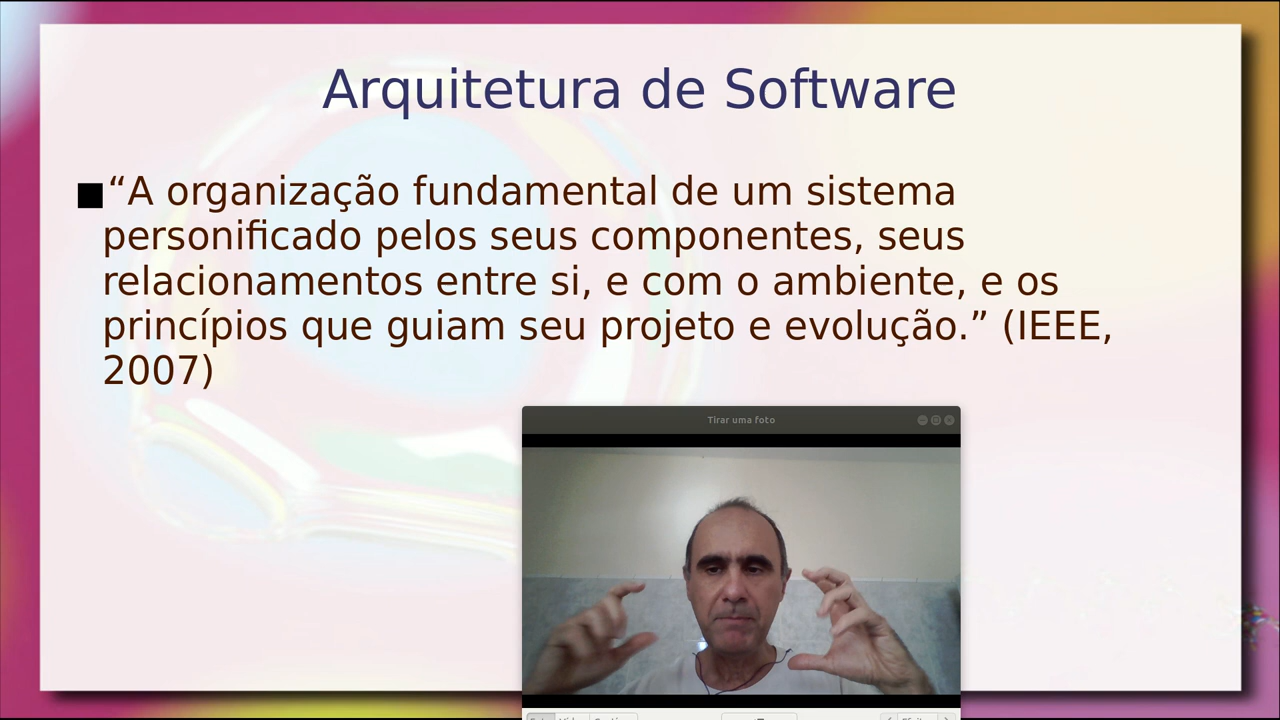 Arquitetura de Software
“A organização fundamental de um sistema
personificado pelos seus componentes, seus
relacionamentos entre si, e com o ambiente, e os
princípios que guiam seu projeto e evolução.” (IEEE,
2007)
Tirar uma foto